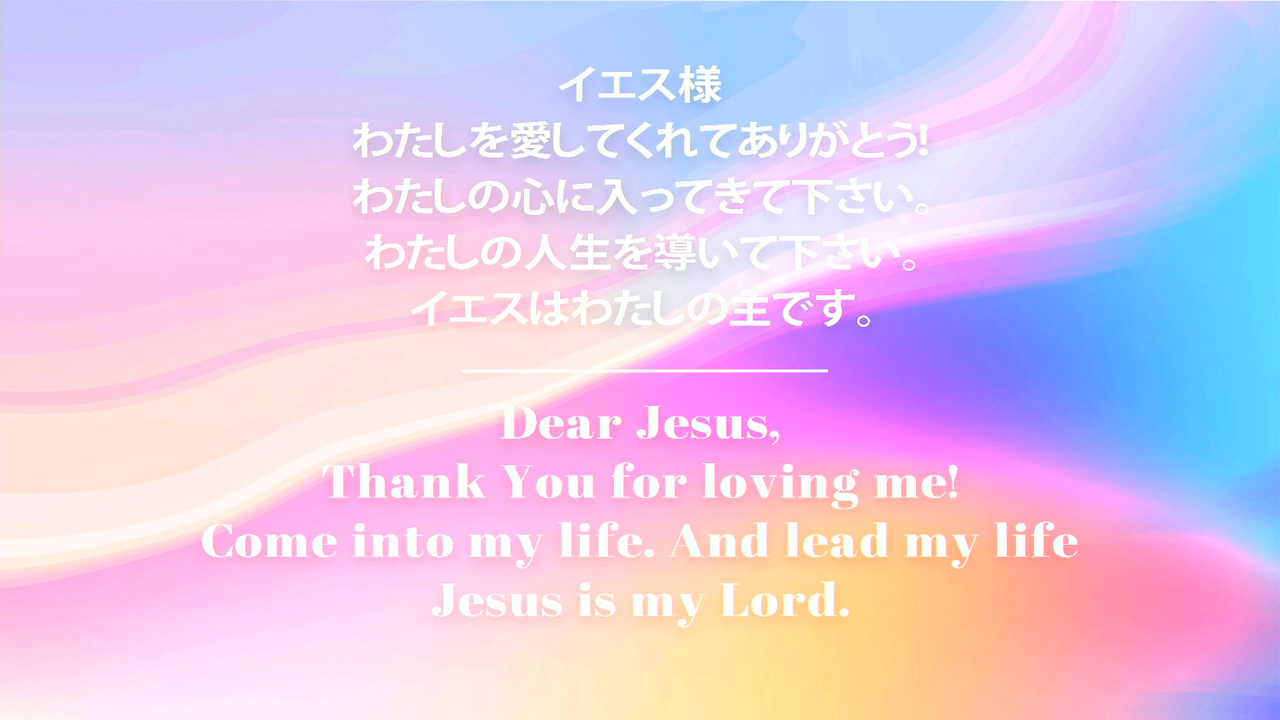 イエス様
わたしを愛してくれてありがとう!
わたしの心に入ってきて下さい。
わたしの人生を導いて下さい。
イエスはわたしの主です。
Dear Jesus,
Thank You for loving me!
Come into my life. And lead my life
Jesus is my Lord.